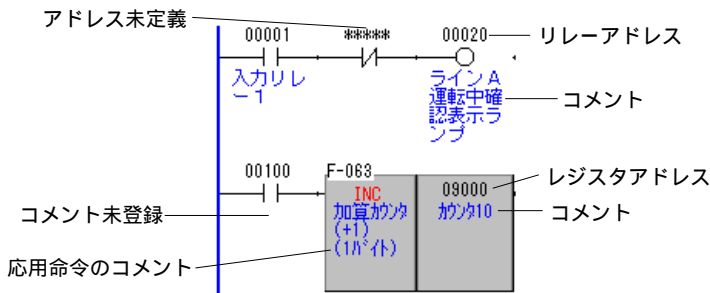 アドレス未定義
00001
*****
00020
リレーアドレス
入力リレ
ー1
ラインA
運転中確
認表示ラ
ンプ
コメント
00100
F-063
INC
加算カウンタ
(+1)
(1バイト)
09000
カウンタ10
レジスタアドレス
コメント
コメント未登録
応用命令のコメント